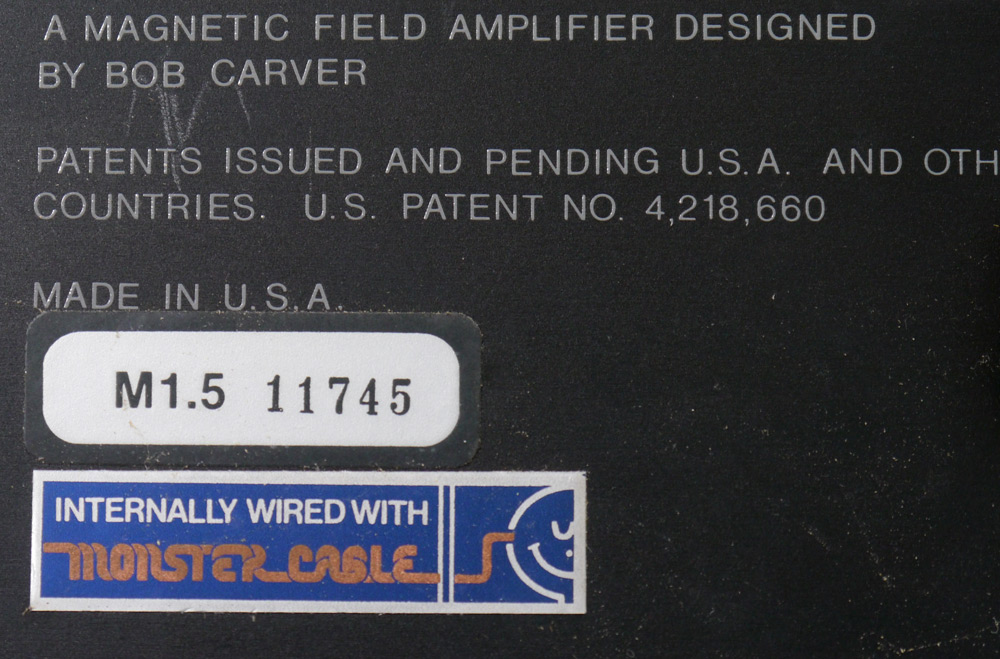 A MAGNETIC FIELD AMPLIFIER DESIGNED
BY BOB CARVER
PATENTS ISSUED AND PENDING U.S.A. AND OTH
COUNTRIES. U.S. PATENT NO. 4,218,660
MADE IN U.S.A.
M1.5 11745
INTERNALLY WIRED WITH
MONSTER CABLE